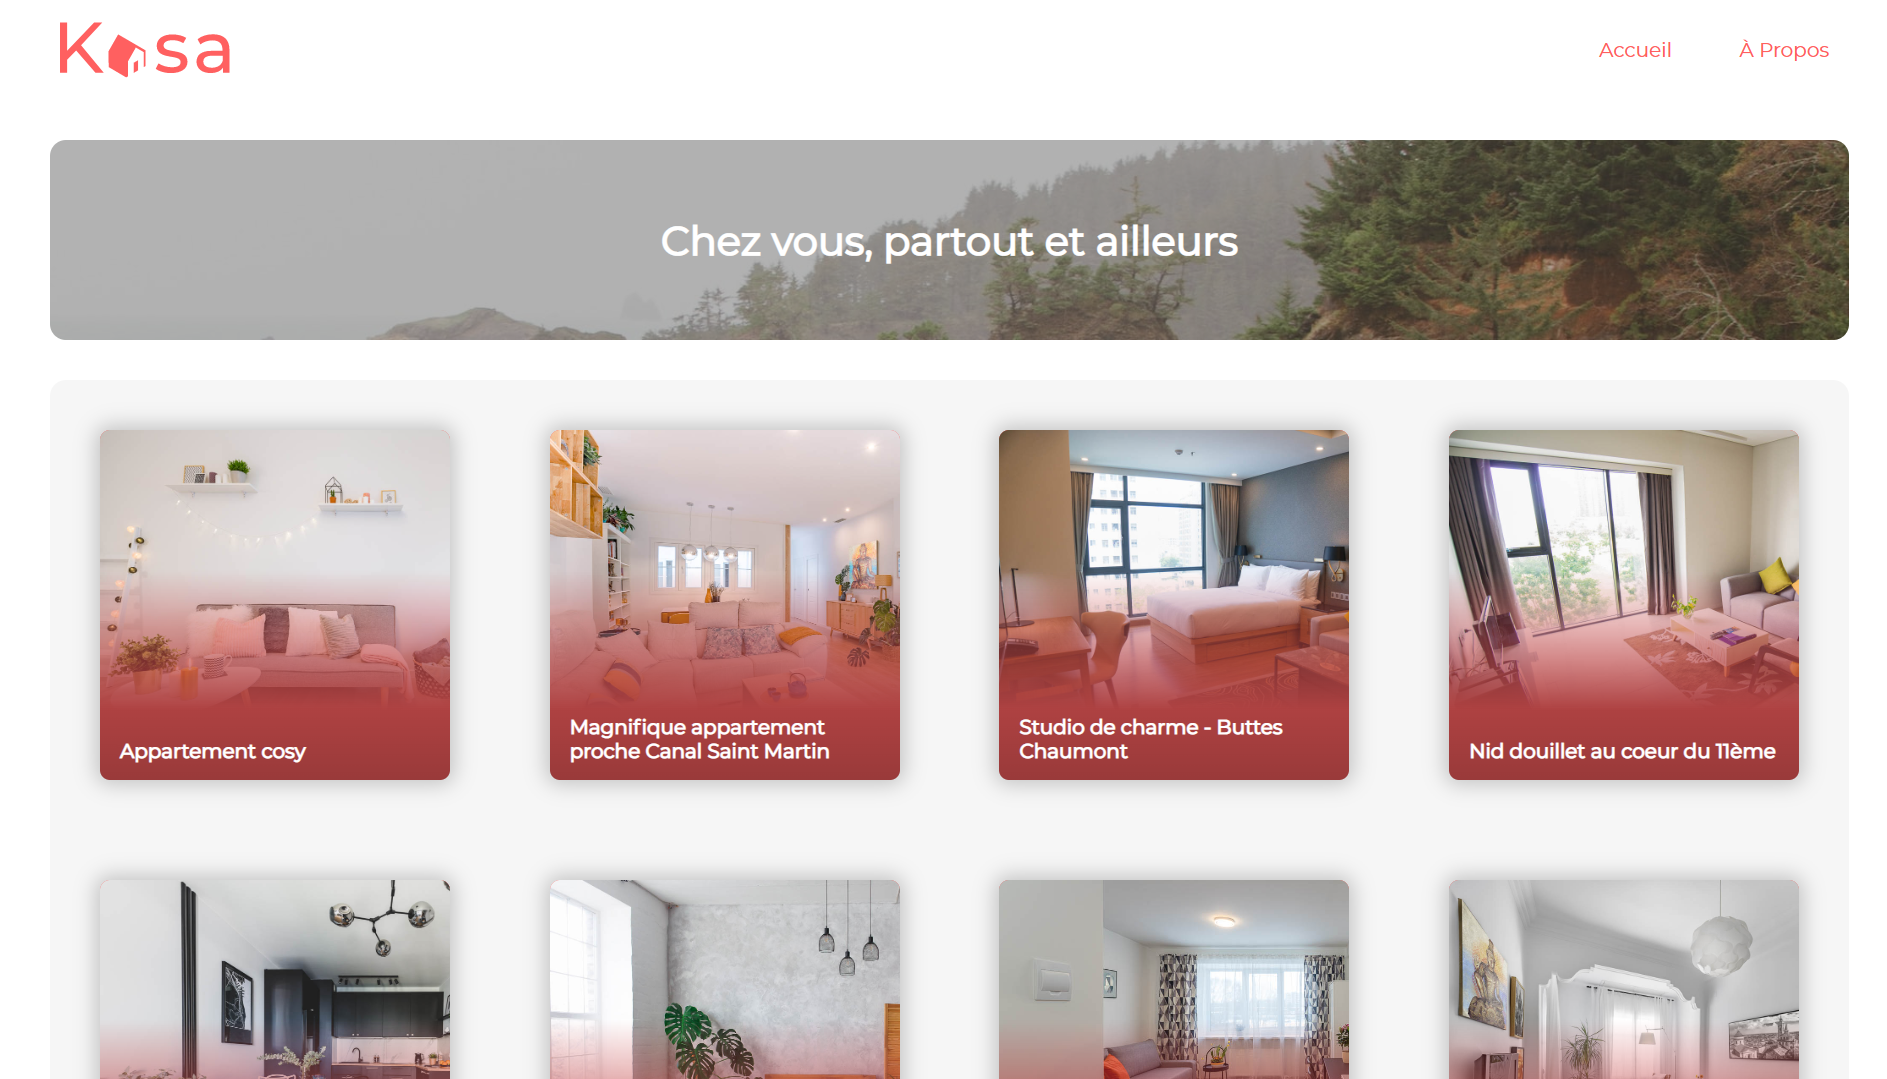 Kasa
Accueil
À Propos
Chez vous, partout et ailleurs
Appartement cosy
Magnifique appartement
proche Canal Saint Martin
Studio de charme - Buttes
Chaumont
Nid douillet au coeur du 11ème